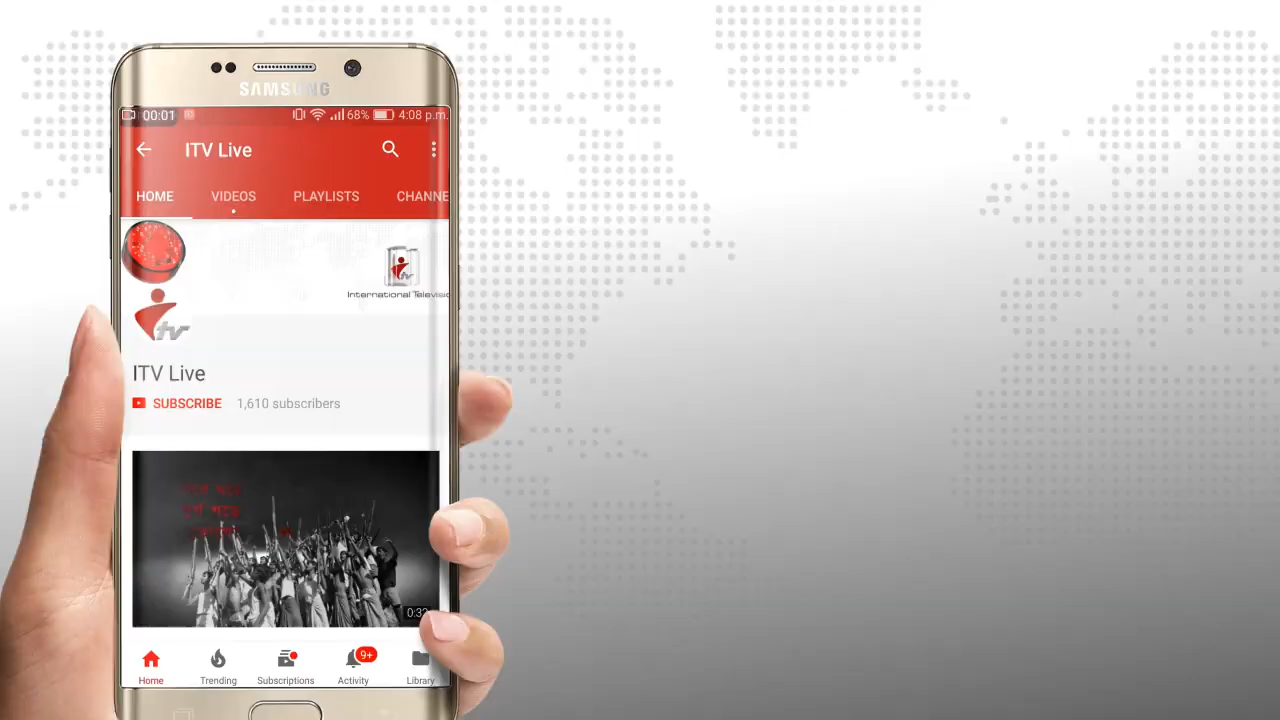 SAMSUNG
00:01 68% 4:08 p.m.
ITV Live
HOME VIDEOS PLAYLISTS CHANNE
tv
International Televisio
tv
ITV Live
SUBSCRIBE 1,610 subscribers
0:32
9+
Home Trending Subscriptions Activity Library